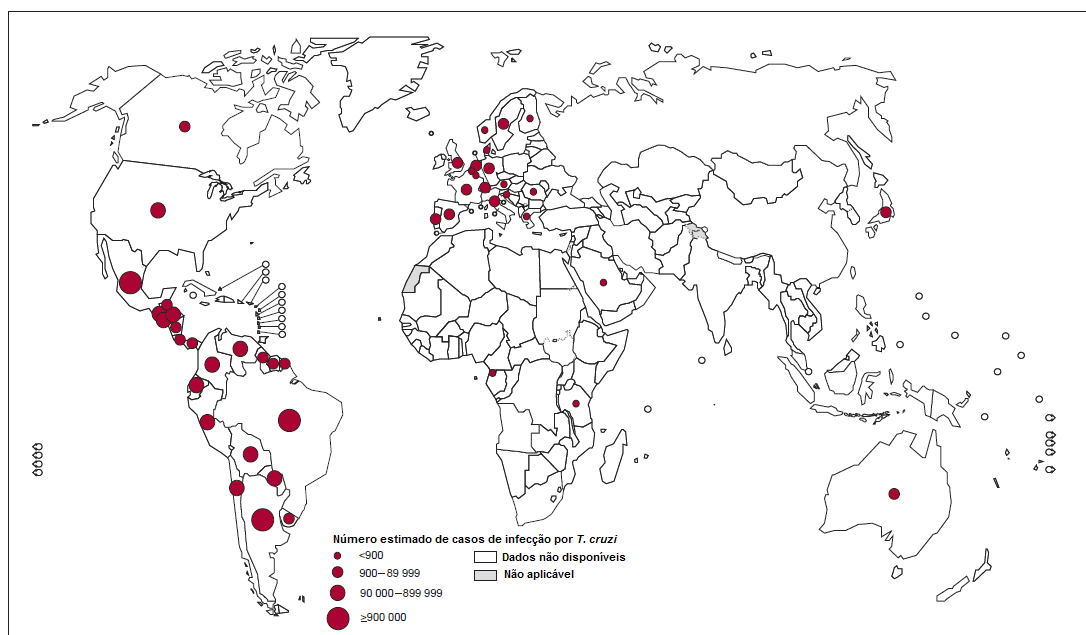 Número estimado de casos de infecção por T. cruzi
<900
900−89 999
90 000−899 999
≥900 000
Dados não disponíveis
Não aplicável